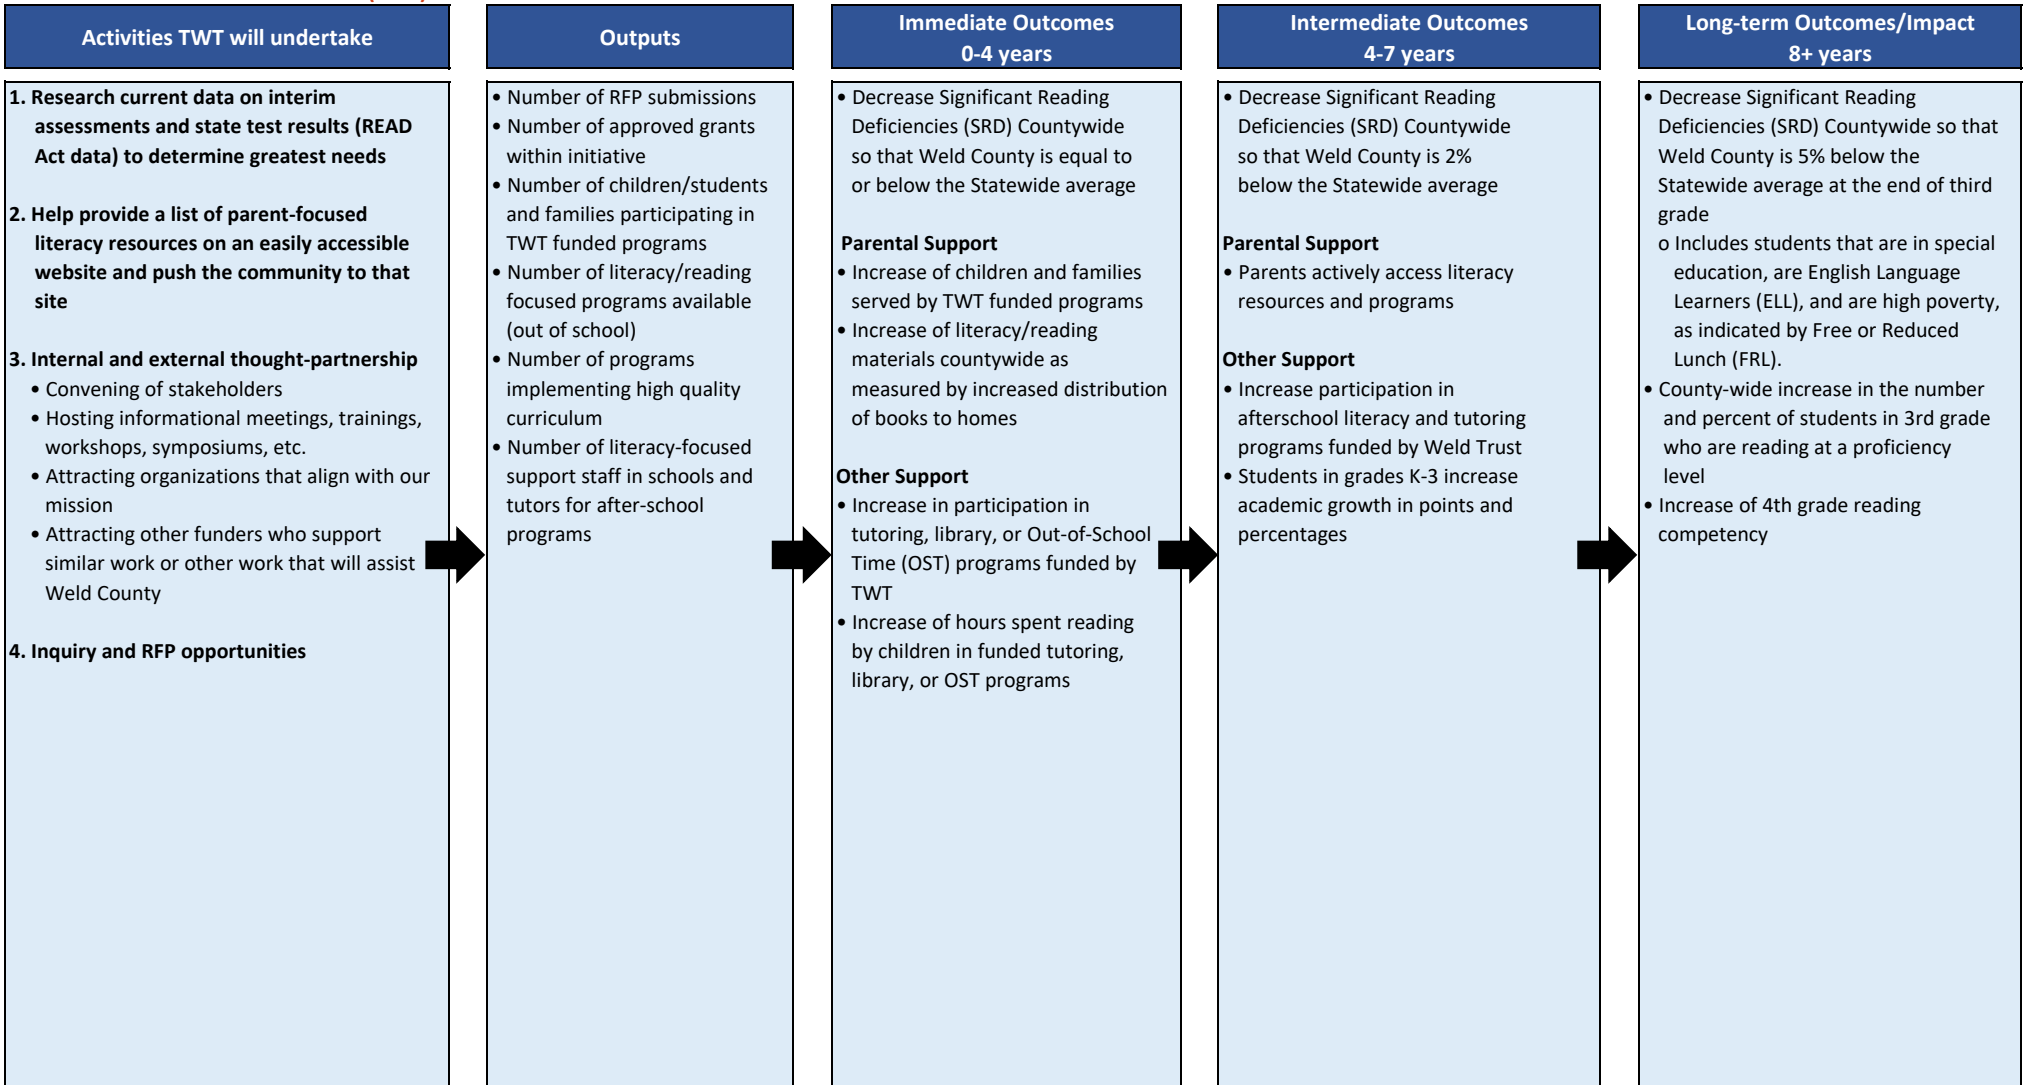 Activities TWT will undertake
1. Research current data on interim
assessments and state test results (READ
Act data) to determine greatest needs
2. Help provide a list of parent-focused
literacy resources on an easily accessible
website and push the community to that
site
3. Internal and external thought-partnership
• Convening of stakeholders
• Hosting informational meetings, trainings,
workshops, symposiums, etc.
• Attracting organizations that align with our
mission
• Attracting other funders who support
similar work or other work that will assist
Weld County
4. Inquiry and RFP opportunities
Outputs
• Number of RFP submissions
• Number of approved grants
within initiative
• Number of children/students
and families participating in
TWT funded programs
• Number of literacy/reading
focused programs available
(out of school)
• Number of programs
implementing high quality
curriculum
• Number of literacy-focused
support staff in schools and
tutors for after-school
programs
Immediate Outcomes
0-4 years
• Decrease Significant Reading
Deficiencies (SRD) Countywide
so that Weld County is equal to
or below the Statewide average
Parental Support
• Increase of children and families
served by TWT funded programs
• Increase of literacy/reading
materials countywide as
measured by increased distribution
of books to homes
Other Support
• Increase in participation in
tutoring, library, or Out-of-School
Time (OST) programs funded by
TWT
• Increase of hours spent reading
by children in funded tutoring,
library, or OST programs
Intermediate Outcomes
4-7 years
• Decrease Significant Reading
Deficiencies (SRD) Countywide
so that Weld County is 2%
below the Statewide average
Parental Support
• Parents actively access literacy
resources and programs
Other Support
• Increase participation in
afterschool literacy and tutoring
programs funded by Weld Trust
• Students in grades K-3 increase
academic growth in points and
percentages
Long-term Outcomes/Impact
8+ years
• Decrease Significant Reading
Deficiencies (SRD) Countywide so that
Weld County is 5% below the
Statewide average at the end of third
grade
o Includes students that are in special
education, are English Language
Learners (ELL), and are high poverty,
as indicated by Free or Reduced
Lunch (FRL).
• County-wide increase in the number
and percent of students in 3rd grade
who are reading at a proficiency
level
• Increase of 4th grade reading
competency